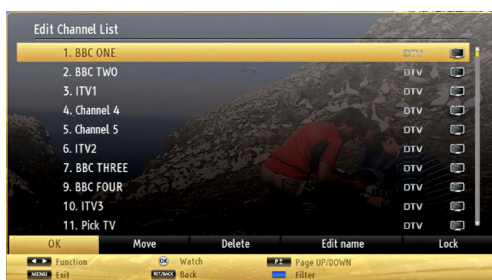 Edit Channel List
1. BBC ONE DTV
2. BBC TWO DTV
3. ITV1 DTV
4. Channel 4 DTV
5. Channel 5 DTV
6. ITV2 DTV
7. BBC THREE DTV
9. BBC FOUR DTV
10. ITV3 DTV
11. Pick TV DTV
OK Move Delete Edit name Lock
Function OK Watch Page UP/DOWN
MENU Exit RET/BACK Back Filter